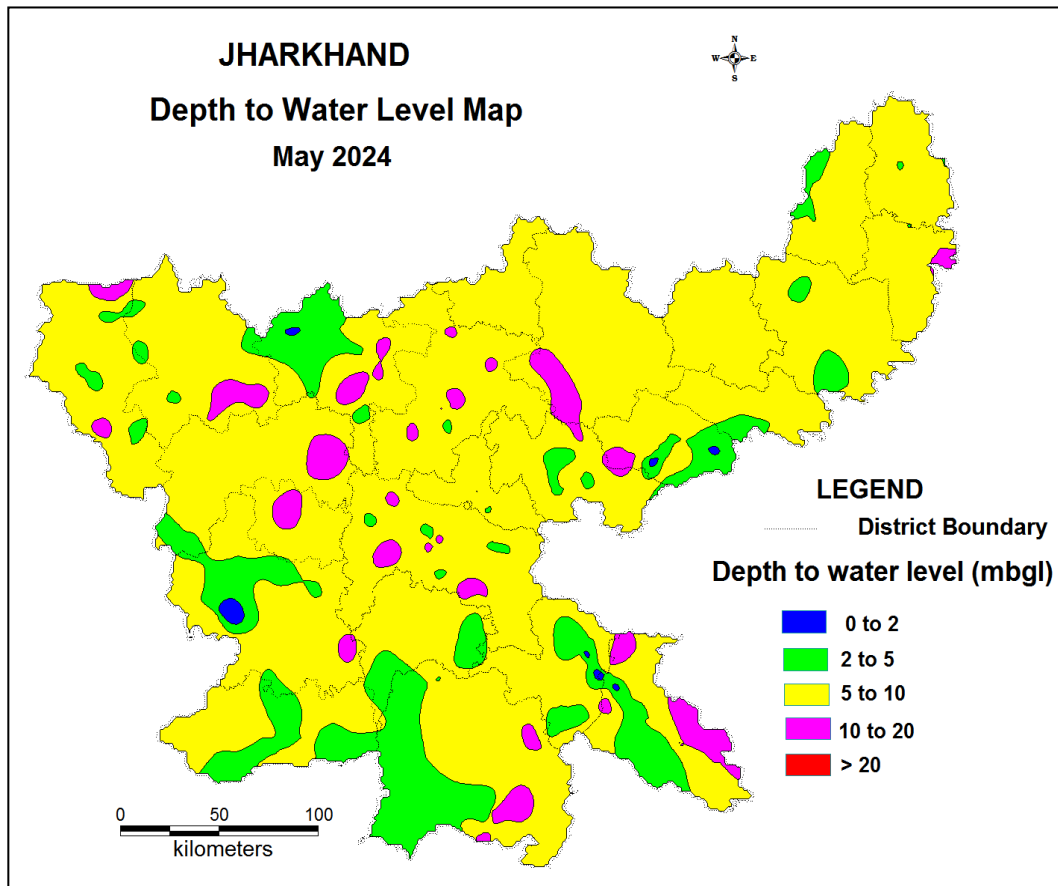 JHARKHAND
Depth to Water Level Map
May 2024
N
W E
S
LEGEND
District Boundary
Depth to water level (mbgl)
0 to 2
2 to 5
5 to 10
10 to 20
> 20
0 50 100
kilometers